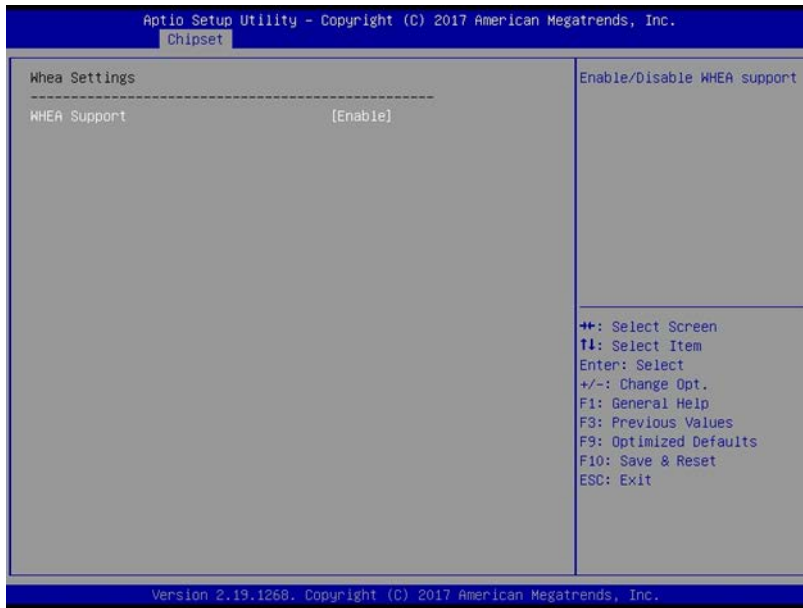 Aptio Setup Utility - Copyright (C) 2017 American Megatrends, Inc.
Chipset
Whea Settings
--------------------------------------------------
WHEA Support [Enable]
Enable/Disable WHEA support
→←: Select Screen
↑↓: Select Item
Enter: Select
+/-: Change Opt.
F1: General Help
F3: Previous Values
F9: Optimized Defaults
F10: Save & Reset
ESC: Exit
Version 2.19.1268. Copyright (C) 2017 American Megatrends, Inc.